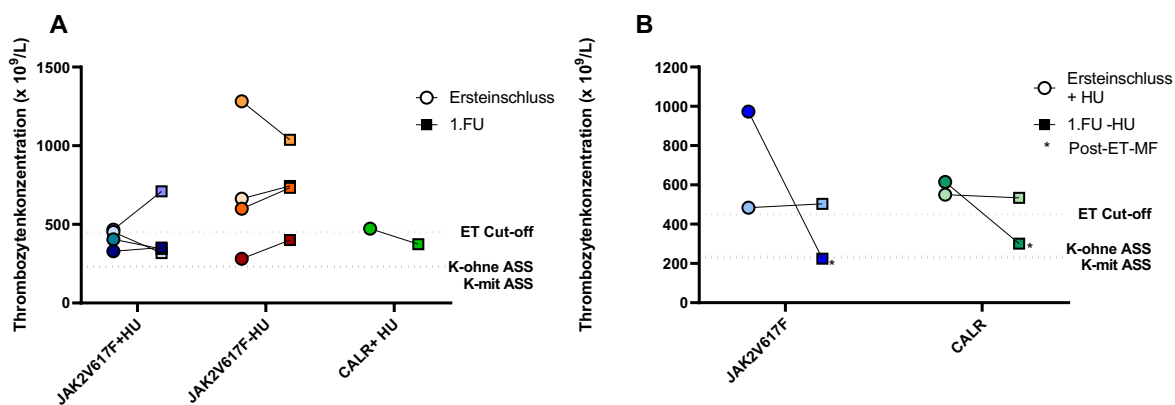 A
Thrombozytenkonzentration (x 10⁹/L)
1500
1000
500
0
Ersteinschluss
1.FU
ET Cut-off
K-ohne ASS
K-mit ASS
JAK2V617F+HU
JAK2V617F-HU
CALR+ HU
B
Thrombozytenkonzentration (x 10⁹/L)
1200
1000
800
600
400
200
0
Ersteinschluss
+ HU
1.FU -HU
* Post-ET-MF
ET Cut-off
K-ohne ASS
K-mit ASS
*
*
JAK2V617F
CALR